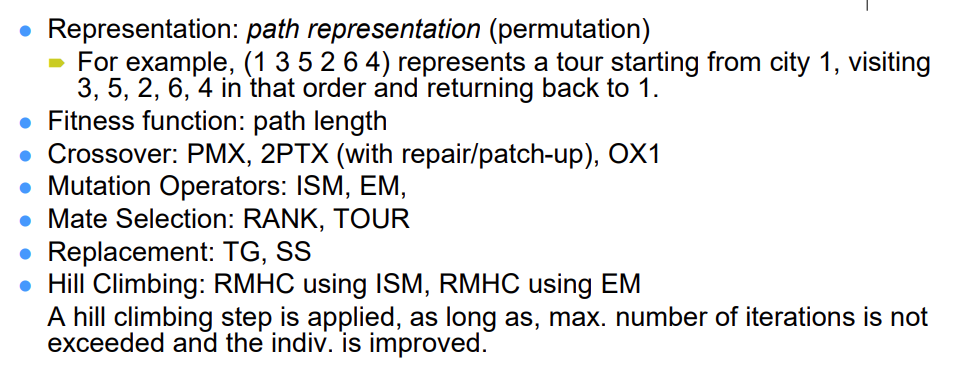 Representation: path representation (permutation)
For example, (1 3 5 2 6 4) represents a tour starting from city 1, visiting
3, 5, 2, 6, 4 in that order and returning back to 1.
Fitness function: path length
Crossover: PMX, 2PTX (with repair/patch-up), OX1
Mutation Operators: ISM, EM,
Mate Selection: RANK, TOUR
Replacement: TG, SS
Hill Climbing: RMHC using ISM, RMHC using EM
A hill climbing step is applied, as long as, max. number of iterations is not
exceeded and the indiv. is improved.